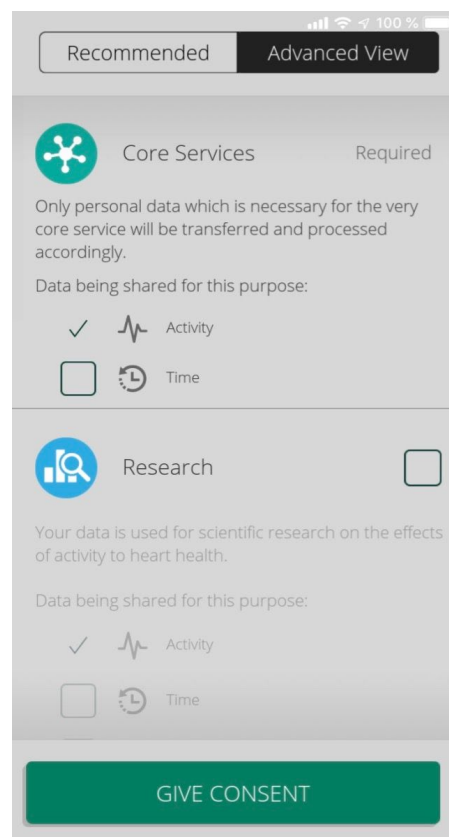 100 %
Recommended
Advanced View
Core Services
Required
Only personal data which is necessary for the very
core service will be transferred and processed
accordingly.
Data being shared for this purpose:
Activity
Time
Research
Your data is used for scientific research on the effects
of activity to heart health.
Data being shared for this purpose:
Activity
Time
GIVE CONSENT